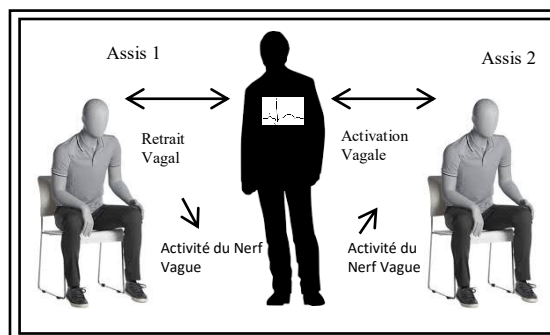 Assis 1
Assis 2
Retrait
Vagal
Activation
Vagale
Activité du Nerf
Vague
Activité du
Nerf Vague